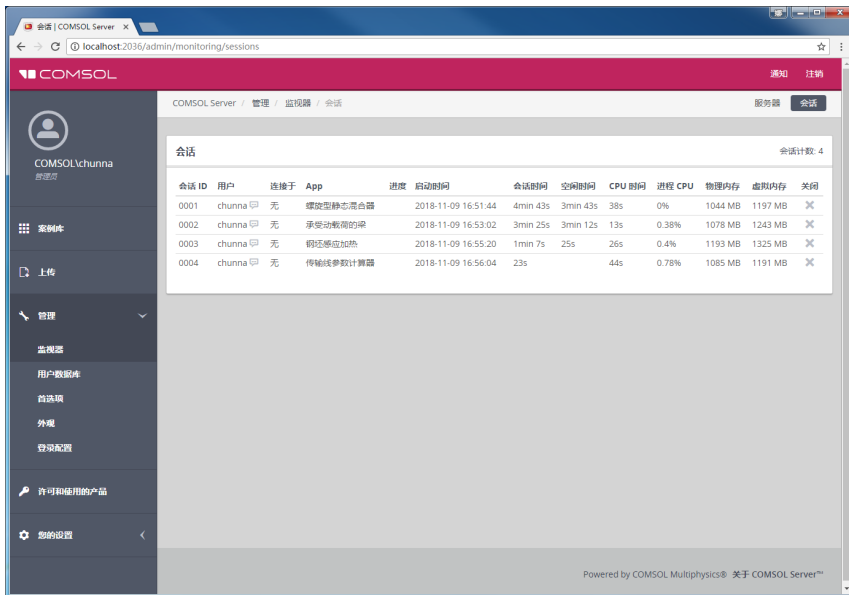 会话 | COMSOL Server
localhost:2036/admin/monitoring/sessions
COMSOL 通知 注销
COMSOL Server / 管理 / 监视器 / 会话 服务器 会话
COMSOL\chunna
管理员
案例库
上传
管理
监视器
用户数据库
首选项
外观
登录配置
许可和使用的产品
您的设置
会话 会话计数: 4
会话 ID 用户 连接于 App 进度 启动时间 会话时间 空闲时间 CPU 时间 进程 CPU 物理内存 虚拟内存 关闭
0001 chunna 无 螺旋型静态混合器 2018-11-09 16:51:44 4min 43s 3min 43s 38s 0% 1044 MB 1197 MB
0002 chunna 无 承受动载荷的梁 2018-11-09 16:53:02 3min 25s 3min 12s 13s 0.38% 1078 MB 1243 MB
0003 chunna 无 钢坯感应加热 2018-11-09 16:55:20 1min 7s 25s 26s 0.4% 1193 MB 1325 MB
0004 chunna 无 传输线参数计算器 2018-11-09 16:56:04 23s 44s 0.78% 1085 MB 1191 MB
Powered by COMSOL Multiphysics® 关于 COMSOL Server™